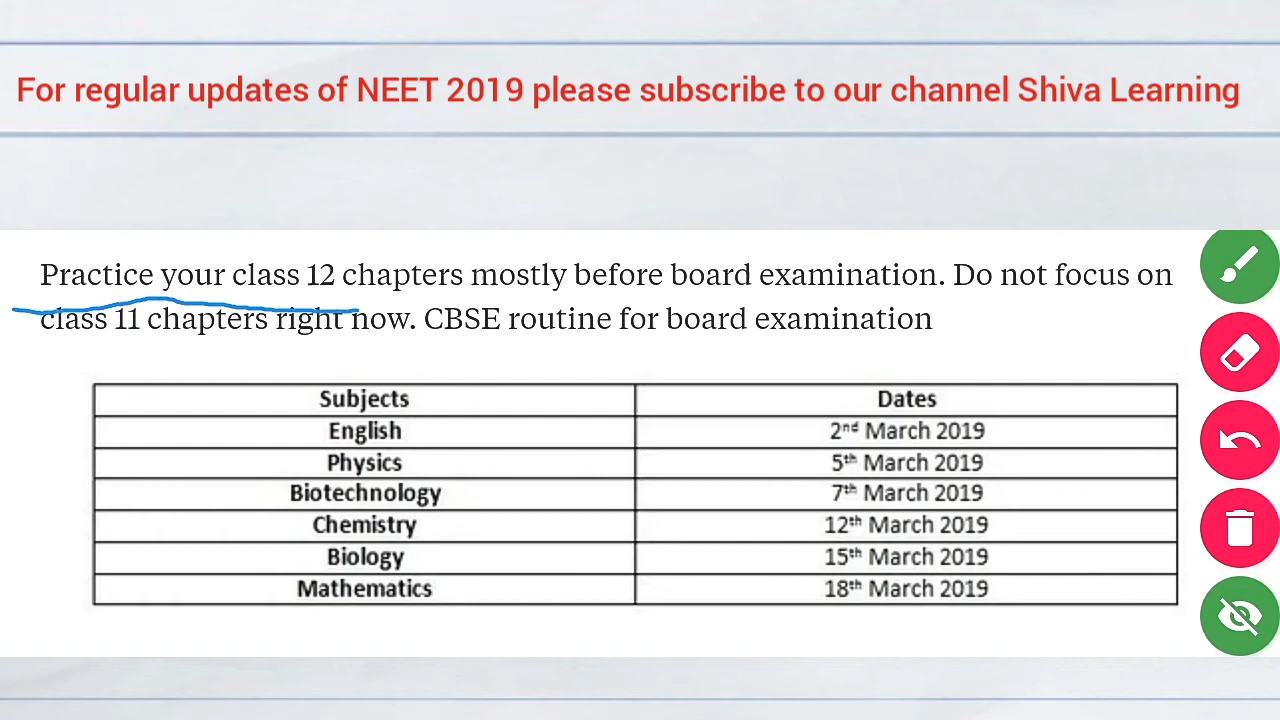 For regular updates of NEET 2019 please subscribe to our channel Shiva Learning
Practice your class 12 chapters mostly before board examination. Do not focus on
class 11 chapters right now. CBSE routine for board examination
Subjects Dates
English 2nd March 2019
Physics 5th March 2019
Biotechnology 7th March 2019
Chemistry 12th March 2019
Biology 15th March 2019
Mathematics 18th March 2019